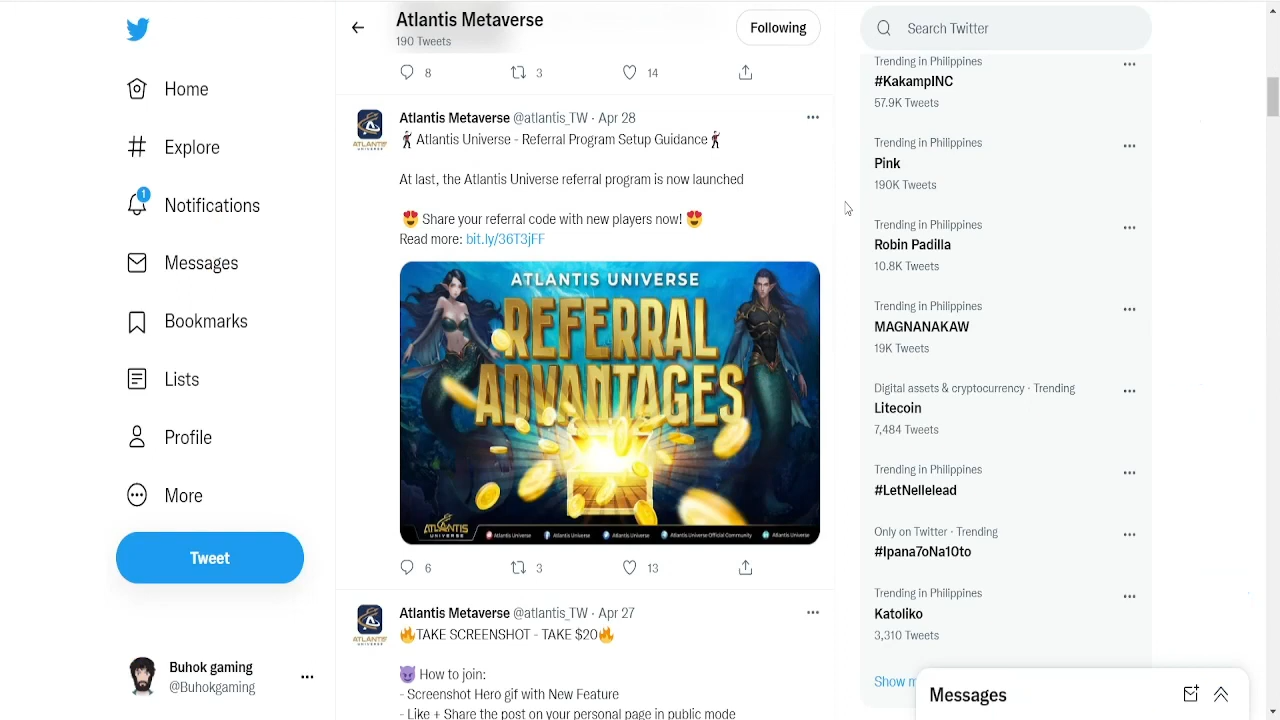 Home
Explore
1
Notifications
Messages
Bookmarks
Lists
Profile
More
Tweet
Buhok gaming
@Buhokgaming
Atlantis Metaverse
190 Tweets
Following
8 3 14
Atlantis Metaverse @atlantis_TW · Apr 28
Atlantis Universe - Referral Program Setup Guidance
At last, the Atlantis Universe referral program is now launched
Share your referral code with new players now!
Read more: bit.ly/36T3jFF
ATLANTIS UNIVERSE
REFERRAL
ADVANTAGES
ATLANTIS
UNIVERSE
Atlantis Universe Atlantis Universe Atlantis Universe Atlantis Universe Official Community Atlantis Universe
6 3 13
Atlantis Metaverse @atlantis_TW · Apr 27
TAKE SCREENSHOT - TAKE $20
How to join:
- Screenshot Hero gif with New Feature
- Like + Share the post on your personal page in public mode
ATLANTIS
UNIVERSE
ATLANTIS
UNIVERSE
Search Twitter
Trending in Philippines
#KakampINC
57.9K Tweets
Trending in Philippines
Pink
190K Tweets
Trending in Philippines
Robin Padilla
10.8K Tweets
Trending in Philippines
MAGNANAKAW
19K Tweets
Digital assets & cryptocurrency · Trending
Litecoin
7,484 Tweets
Trending in Philippines
#LetNellelead
Only on Twitter · Trending
#Ipana7oNa10to
Trending in Philippines
Katoliko
3,310 Tweets
Show m
Messages